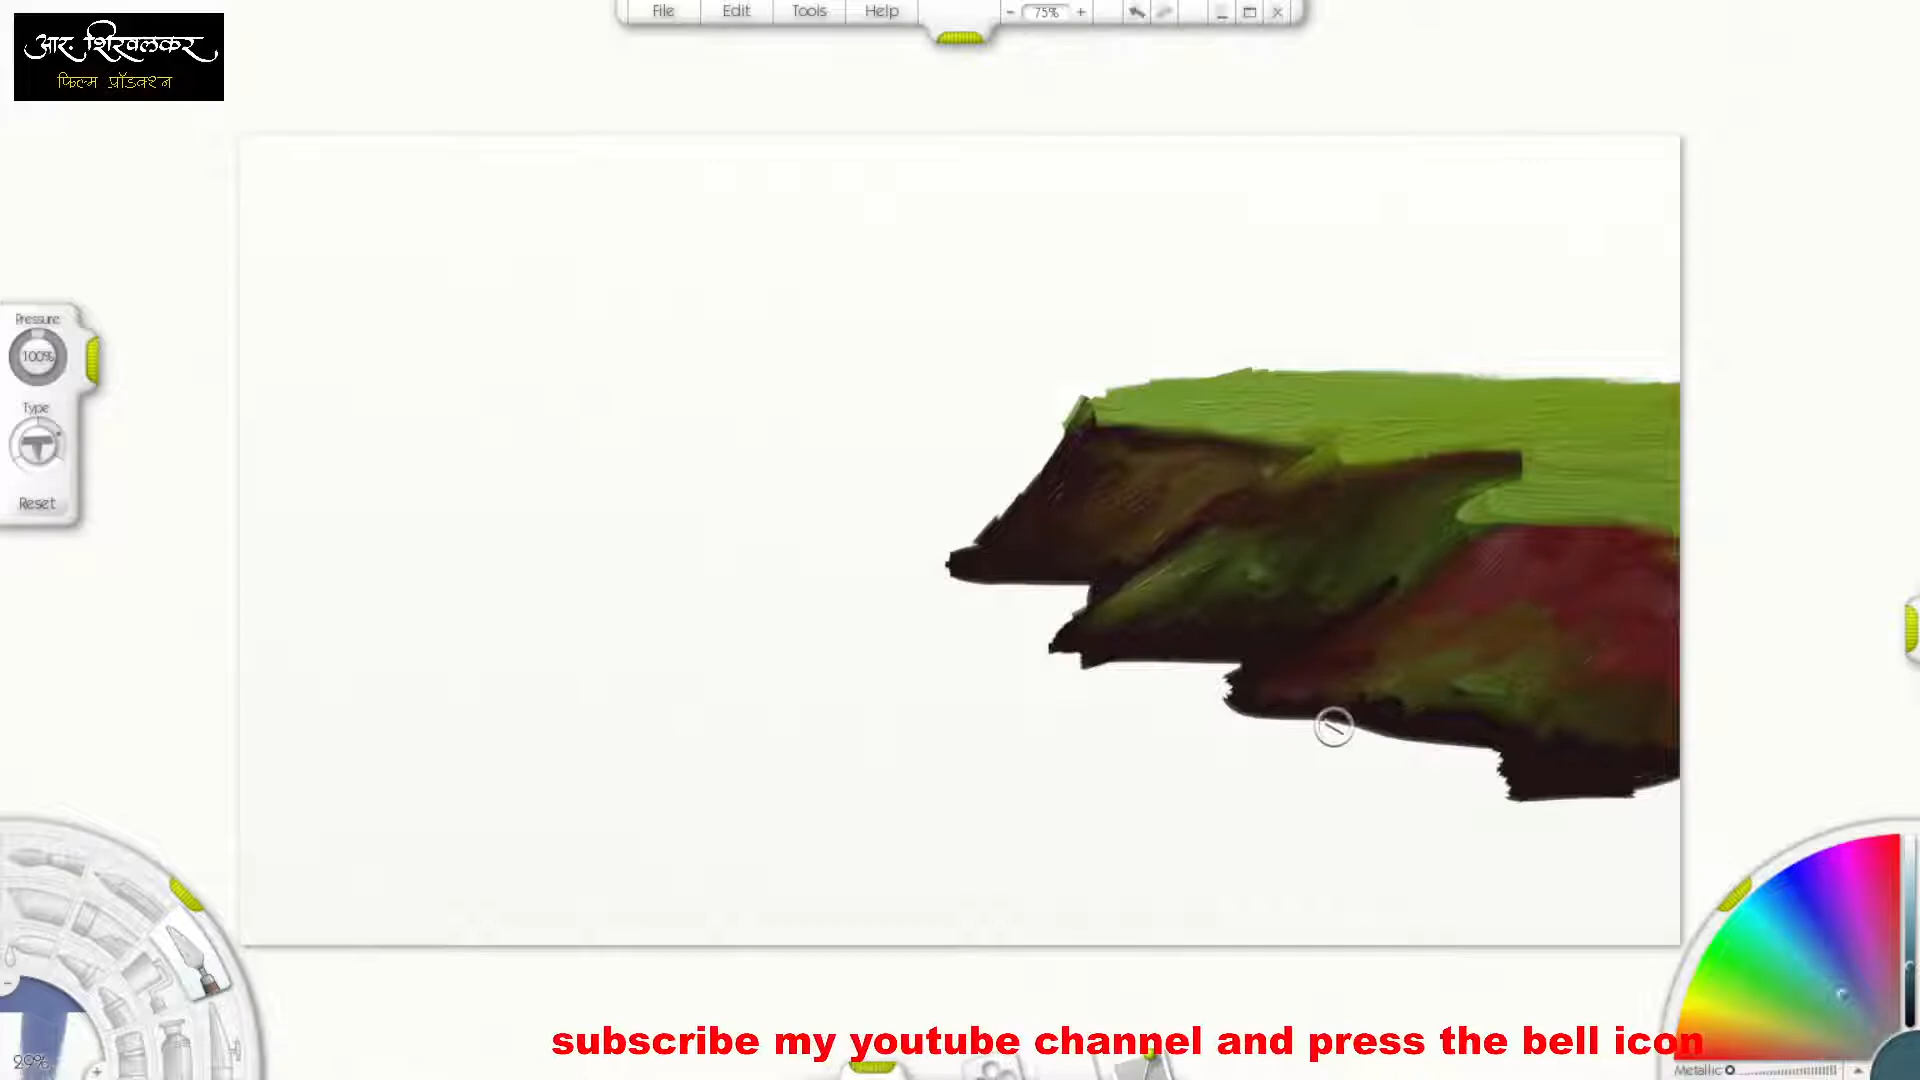 File Edit Tools Help - 75% +
आर. शिरवलकर
फिल्म प्रॉडक्शन
Pressure
100%
Type
Reset
subscribe my youtube channel and press the bell icon
29%
Metallic